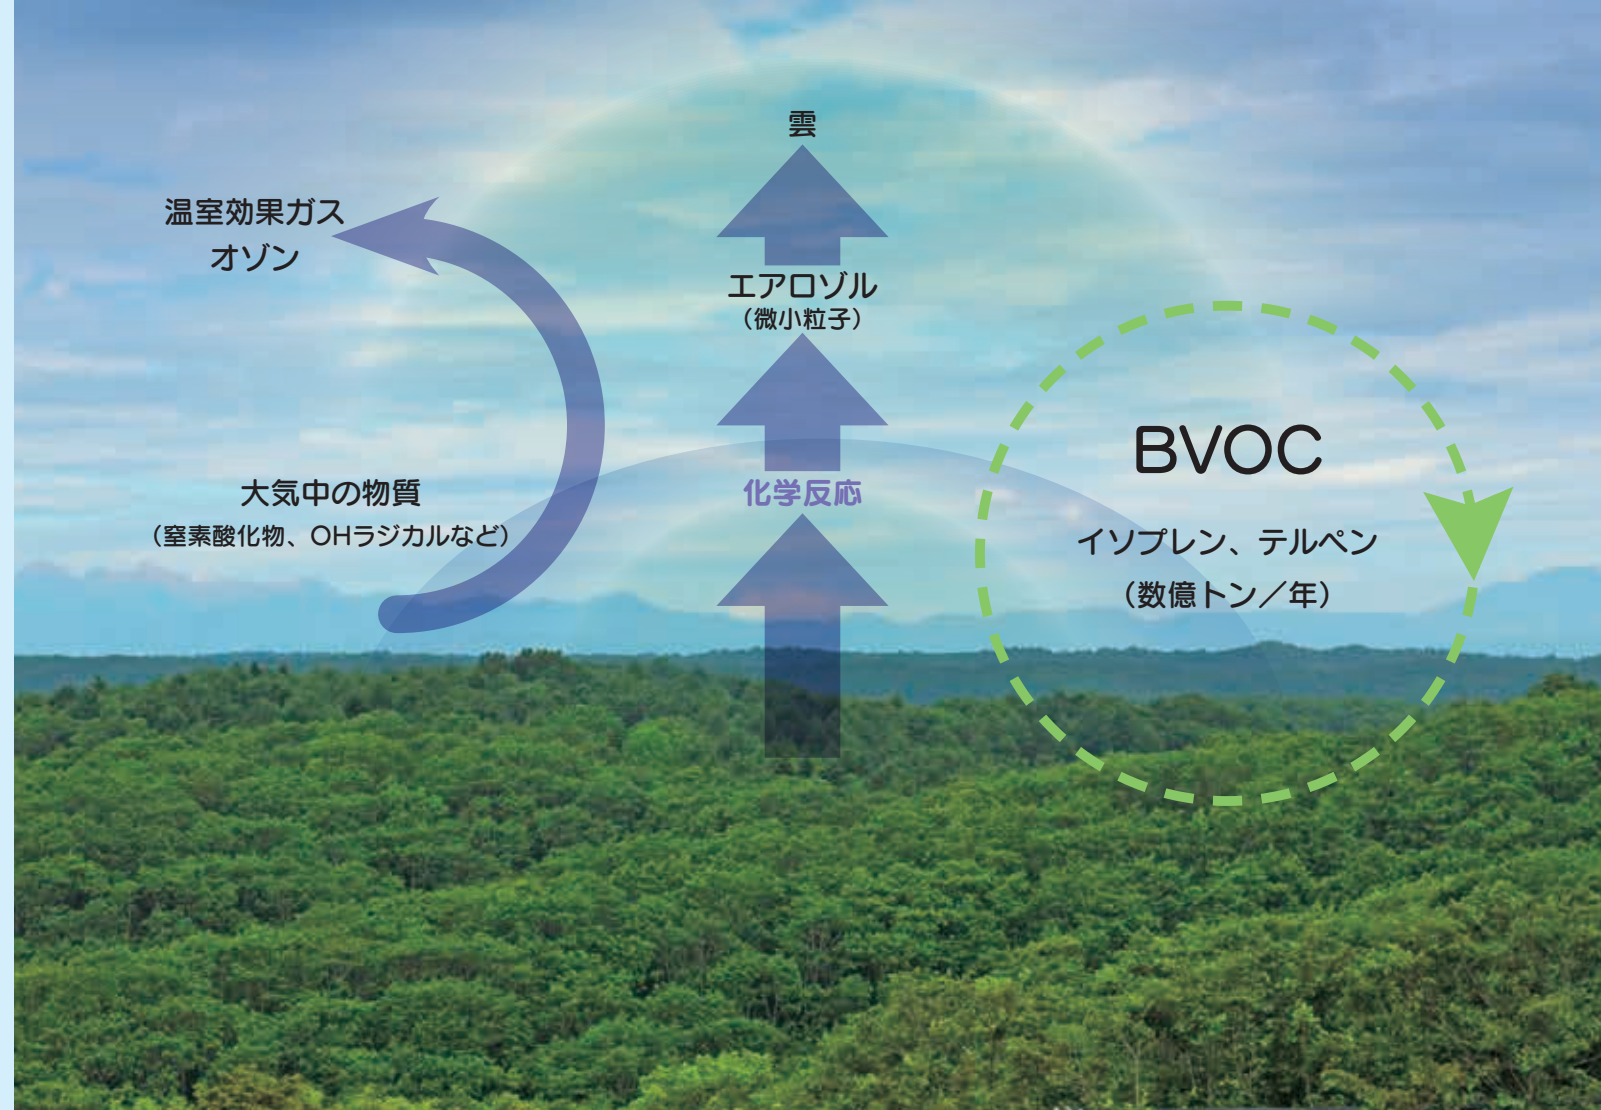 雲
温室効果ガス
オゾン
エアロゾル
（微小粒子）
化学反応
大気中の物質
（窒素酸化物、OHラジカルなど）
BVOC
イソプレン、テルペン
（数億トン／年）